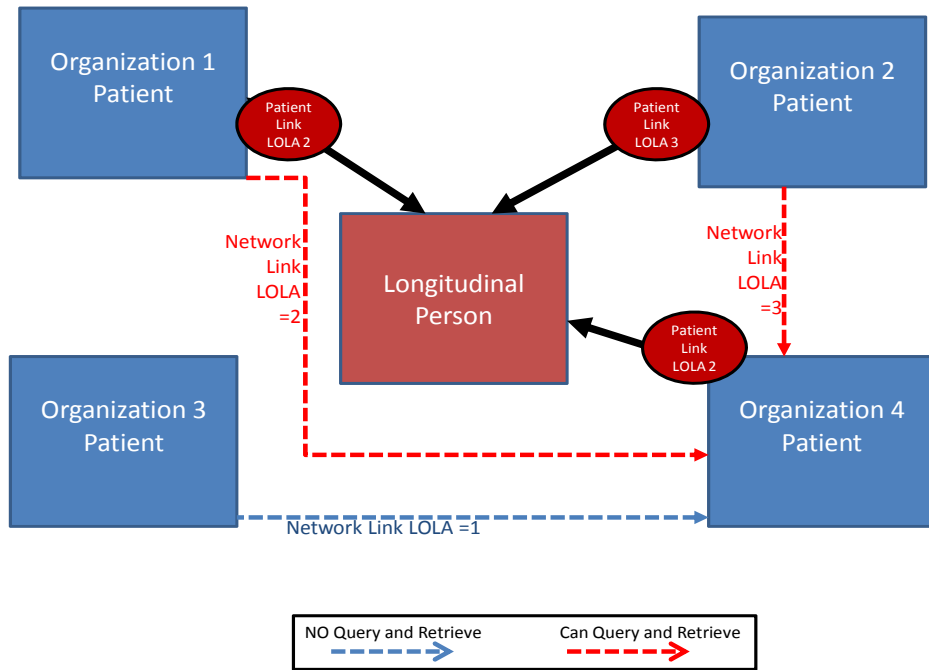 Organization 1
Patient
Patient
Link
LOLA 2
Patient
Link
LOLA 3
Organization 2
Patient
Network
Link
LOLA
=2
Longitudinal
Person
Network
Link
LOLA
=3
Patient
Link
LOLA 2
Organization 3
Patient
Organization 4
Patient
Network Link LOLA =1
NO Query and Retrieve
Can Query and Retrieve